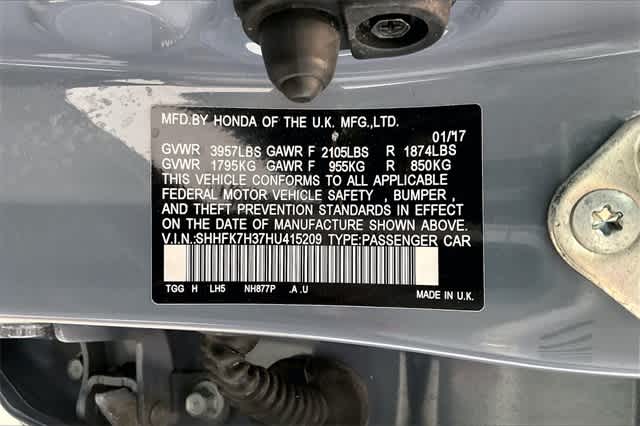 MFD.BY HONDA OF THE U.K. MFG.,LTD.
01/17
GVWR 3957LBS GAWR F 2105LBS R 1874LBS
GVWR 1795KG GAWR F 955KG R 850KG
THIS VEHICLE CONFORMS TO ALL APPLICABLE
FEDERAL MOTOR VEHICLE SAFETY , BUMPER ,
AND THEFT PREVENTION STANDARDS IN EFFECT
ON THE DATE OF MANUFACTURE SHOWN ABOVE.
V.I.N.:SHHFK7H37HU415209 TYPE:PASSENGER CAR
TGG H LH5 NH877P .A .U
MADE IN U.K.